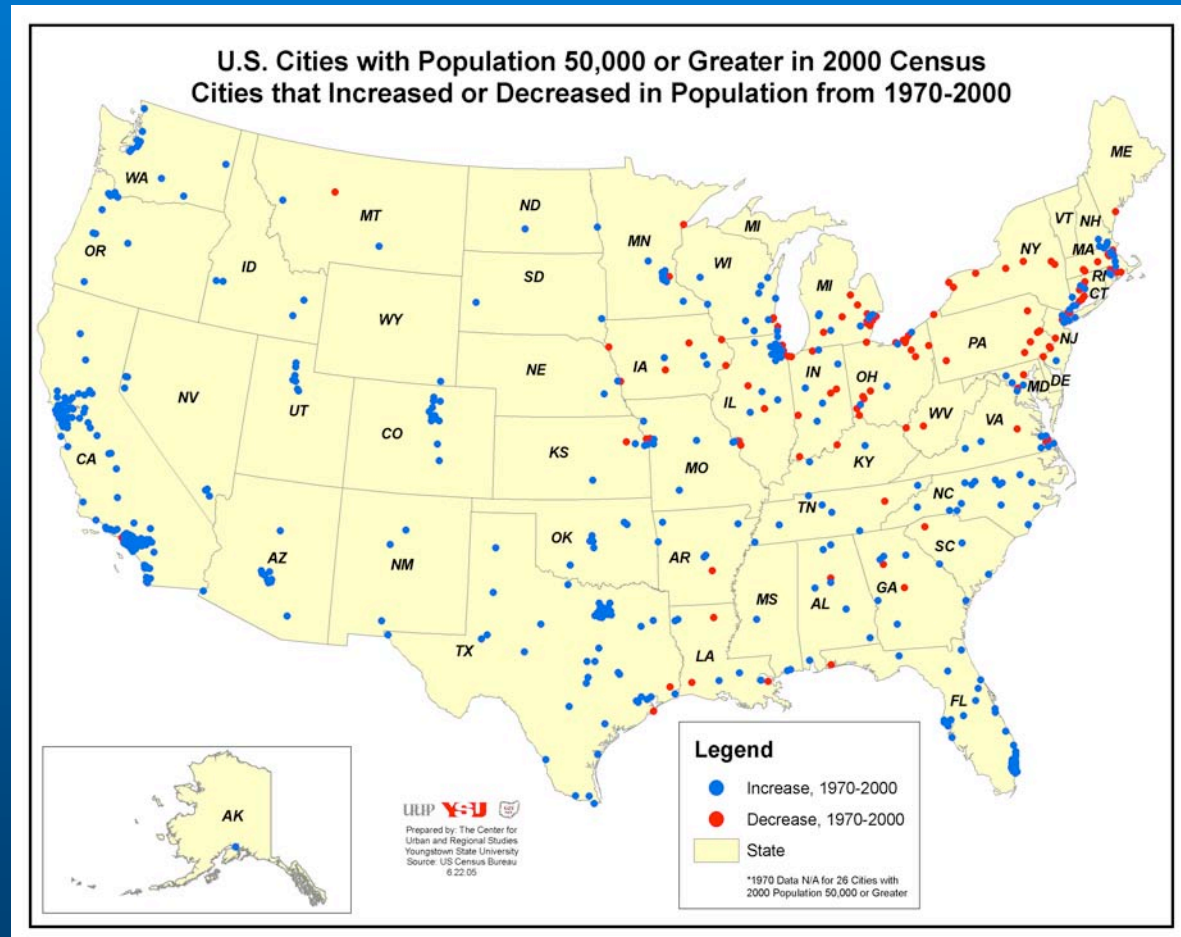 U.S. Cities with Population 50,000 or Greater in 2000 Census
Cities that Increased or Decreased in Population from 1970-2000
WA
OR
ID
MT
ND
SD
WY
NE
NV
UT
CO
KS
CA
AZ
NM
OK
TX
MN
IA
MO
AR
LA
WI
MI
MI
IL
IN
OH
KY
TN
MS
AL
GA
FL
SC
NC
VA
WV
PA
NY
VT
NH
ME
MA
RI
CT
NJ
DE
MD
AK
UUP YSU
Prepared by: The Center for
Urban and Regional Studies
Youngstown State University
Source: US Census Bureau
6.22.05
Legend
Increase, 1970-2000
Decrease, 1970-2000
State
*1970 Data N/A for 26 Cities with
2000 Population 50,000 or Greater